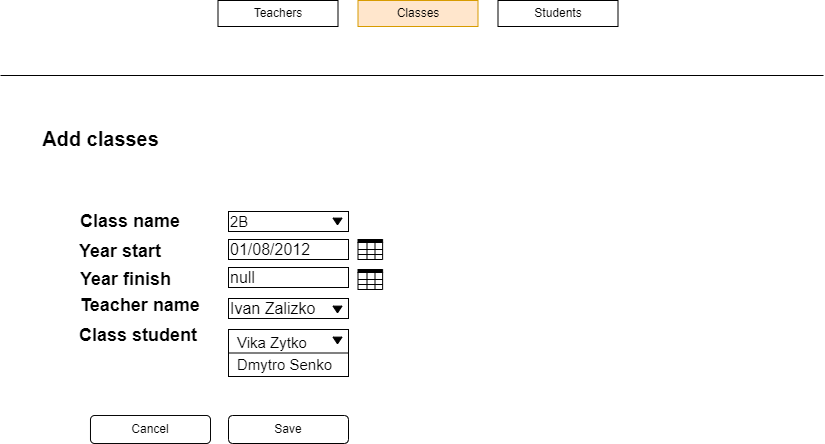 Teachers Classes Students
Add classes
Class name 2B
Year start 01/08/2012
Year finish null
Teacher name Ivan Zalizko
Class student Vika Zytko
Dmytro Senko
Cancel Save